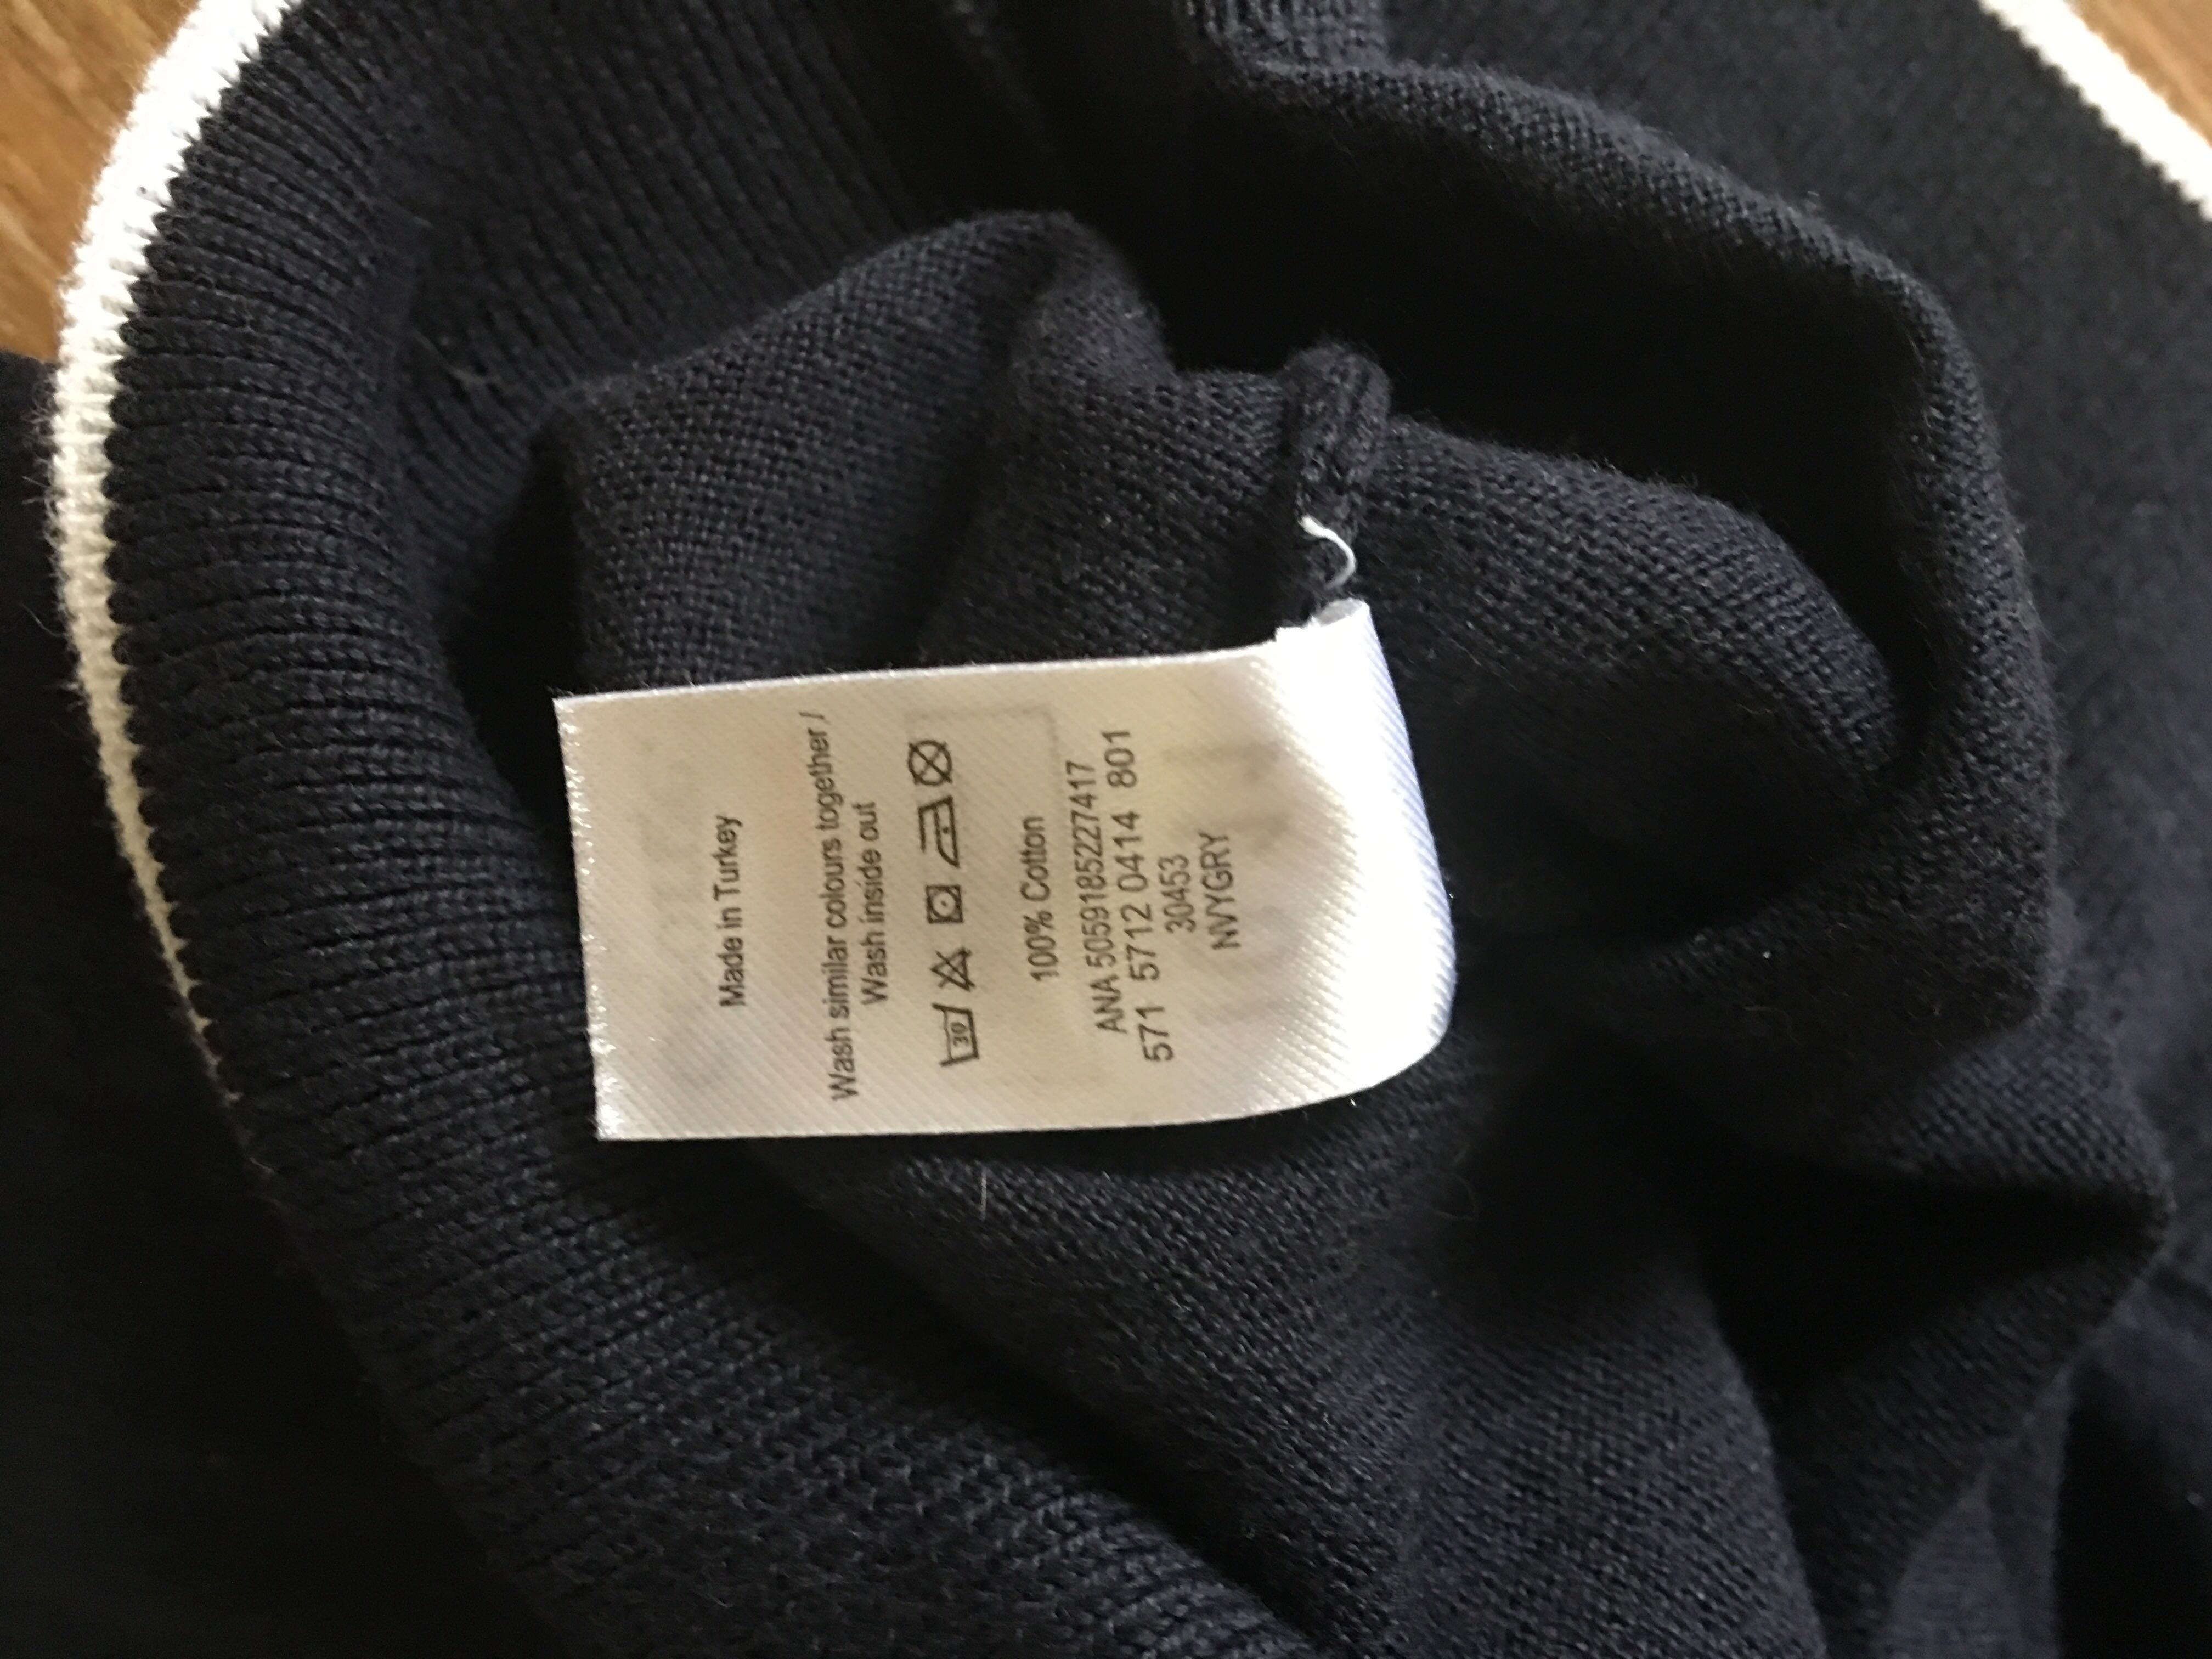 Made in Turkey
Wash similar colours together /
Wash inside out
30
100% Cotton
ANA 5059185227417
571 5712 0414 801
30453
NVYGRY